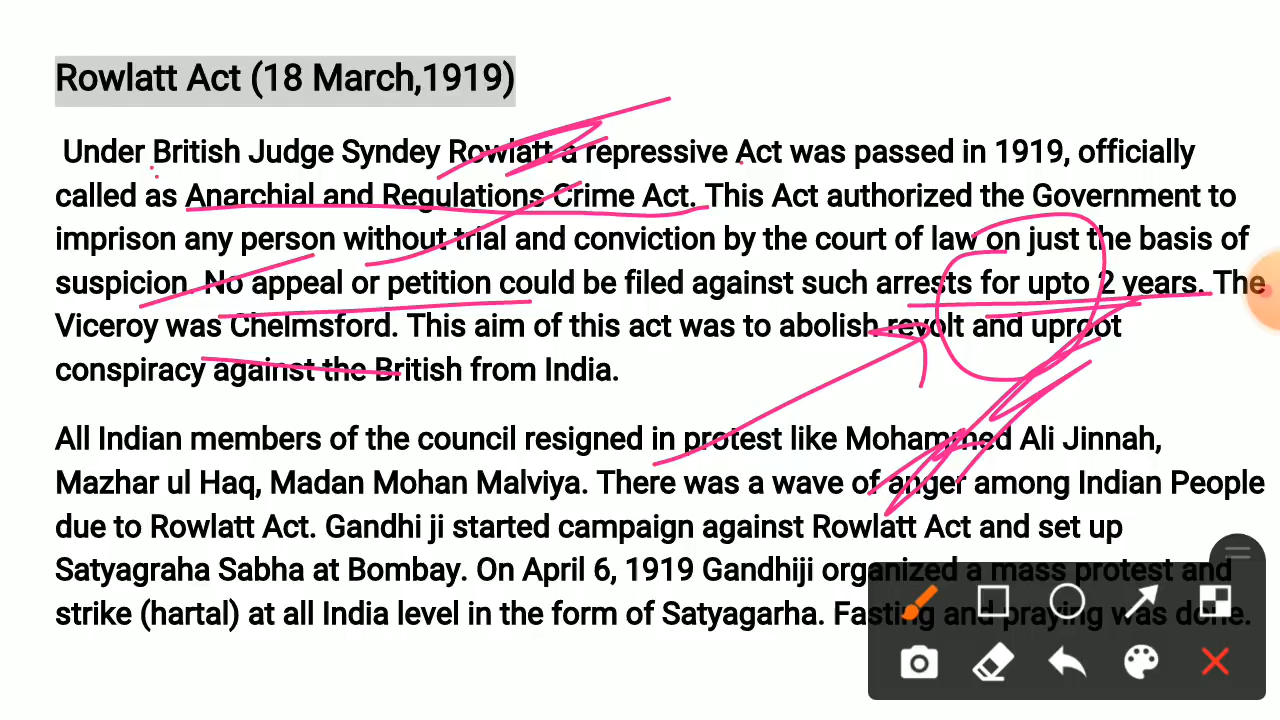 Rowlatt Act (18 March,1919)
Under British Judge Syndey Rowlatt a repressive Act was passed in 1919, officially
called as Anarchial and Regulations Crime Act. This Act authorized the Government to
imprison any person without trial and conviction by the court of law on just the basis of
suspicion. No appeal or petition could be filed against such arrests for upto 2 years. The
Viceroy was Chelmsford. This aim of this act was to abolish revolt and uproot
conspiracy against the British from India.
All Indian members of the council resigned in protest like Mohammed Ali Jinnah,
Mazhar ul Haq, Madan Mohan Malviya. There was a wave of anger among Indian People
due to Rowlatt Act. Gandhi ji started campaign against Rowlatt Act and set up
Satyagraha Sabha at Bombay. On April 6, 1919 Gandhiji organized a mass protest and
strike (hartal) at all India level in the form of Satyagarha. Fasting and praying was done.